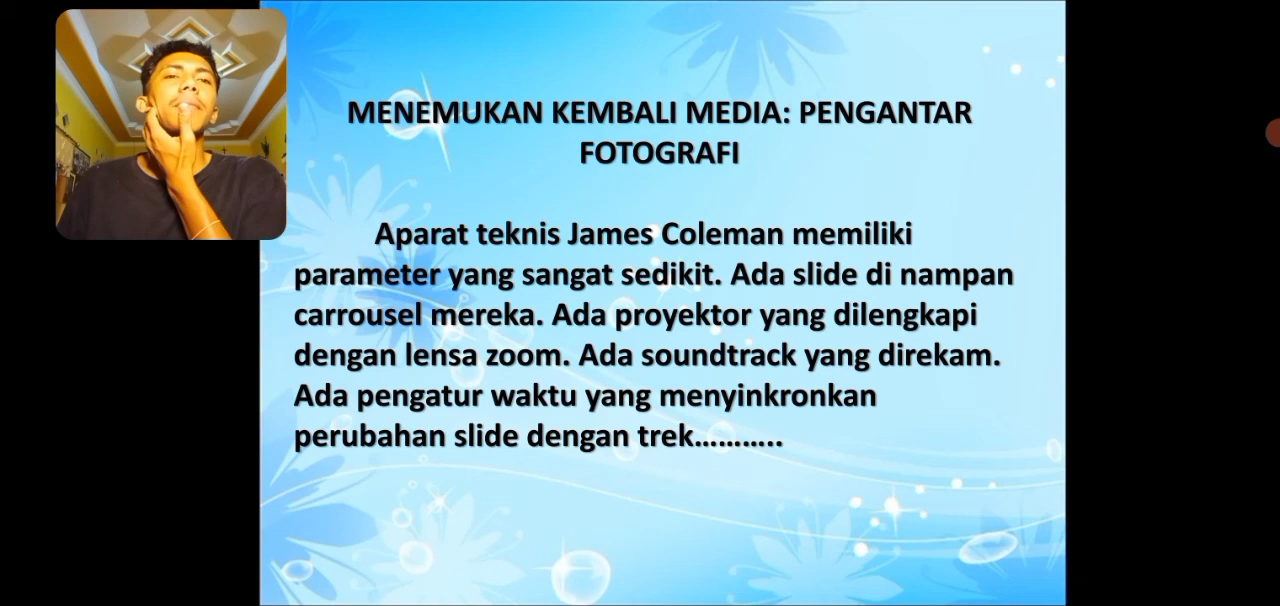 MENEMUKAN KEMBALI MEDIA: PENGANTAR
FOTOGRAFI
Aparat teknis James Coleman memiliki
parameter yang sangat sedikit. Ada slide di nampan
carrousel mereka. Ada proyektor yang dilengkapi
dengan lensa zoom. Ada soundtrack yang direkam.
Ada pengatur waktu yang menyinkronkan
perubahan slide dengan trek………..